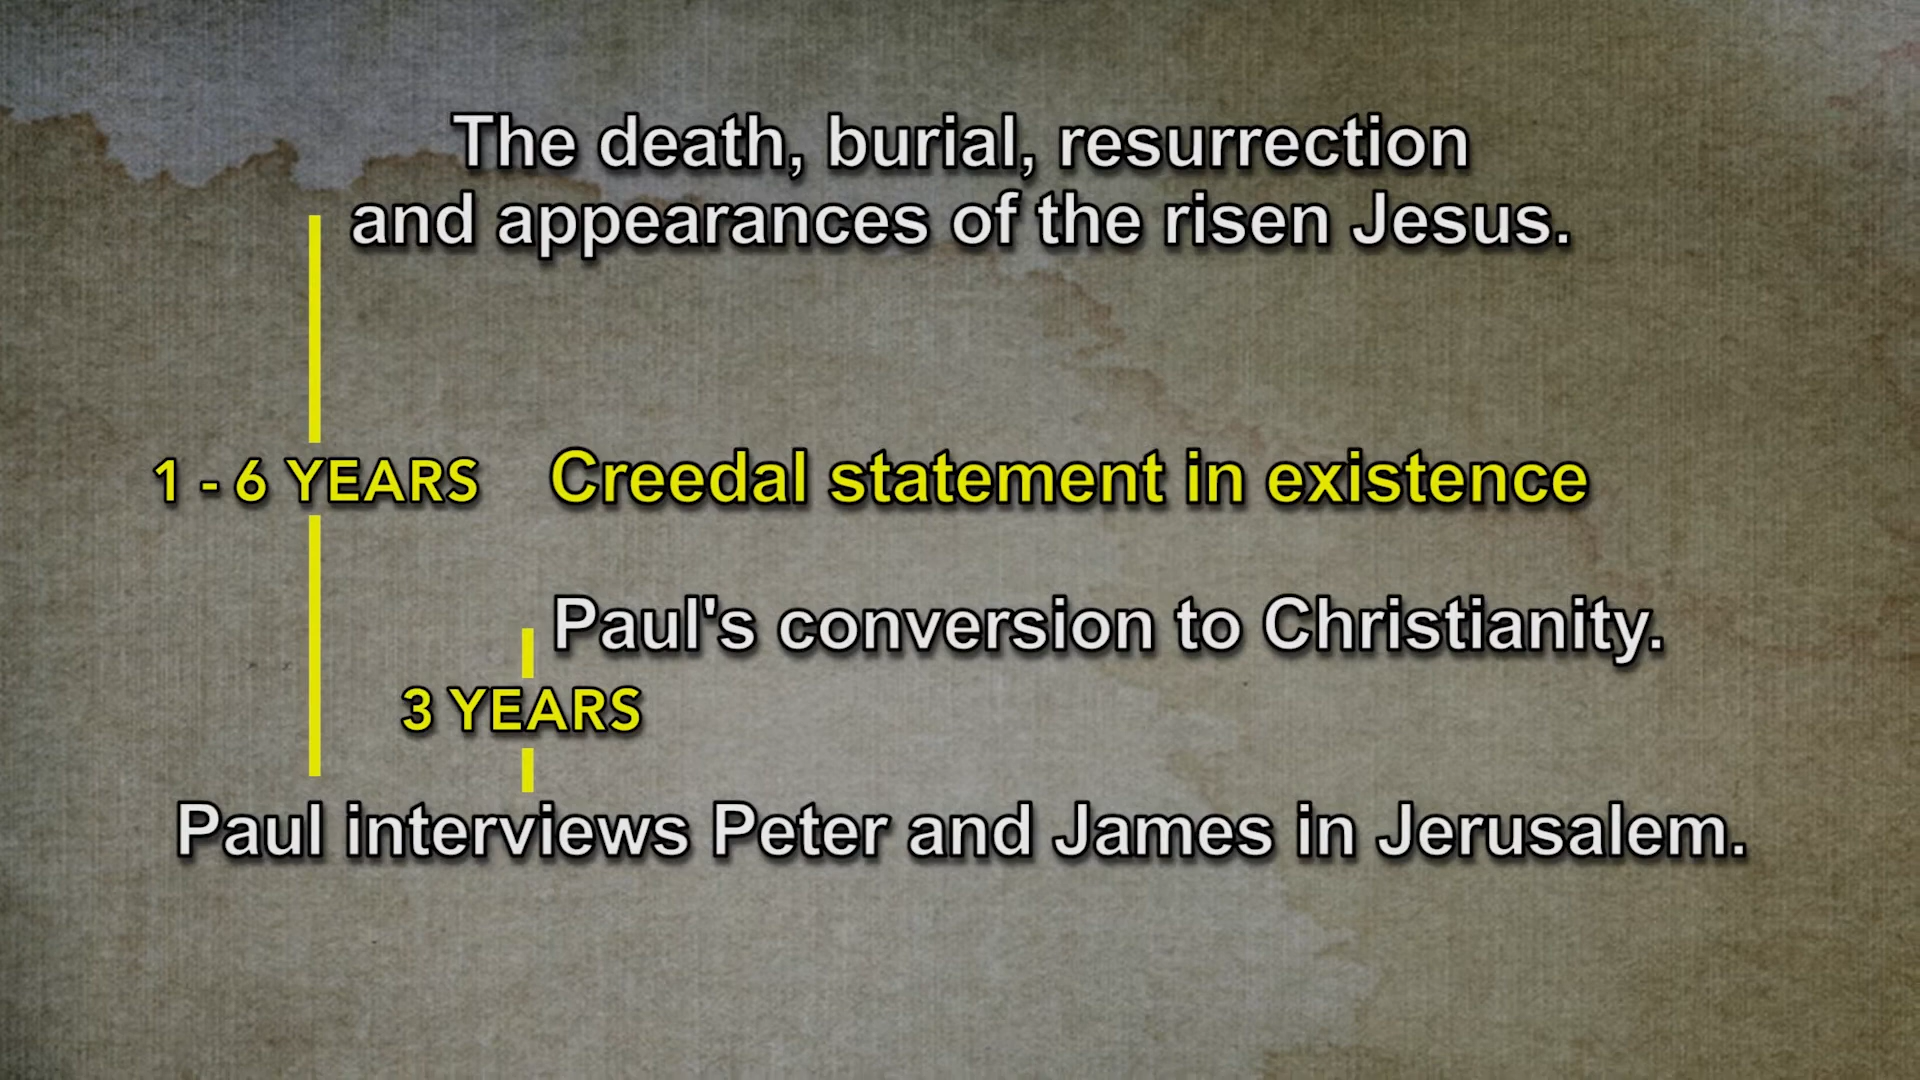 The death, burial, resurrection
and appearances of the risen Jesus.
1 - 6 YEARS
Creedal statement in existence
Paul's conversion to Christianity.
3 YEARS
Paul interviews Peter and James in Jerusalem.